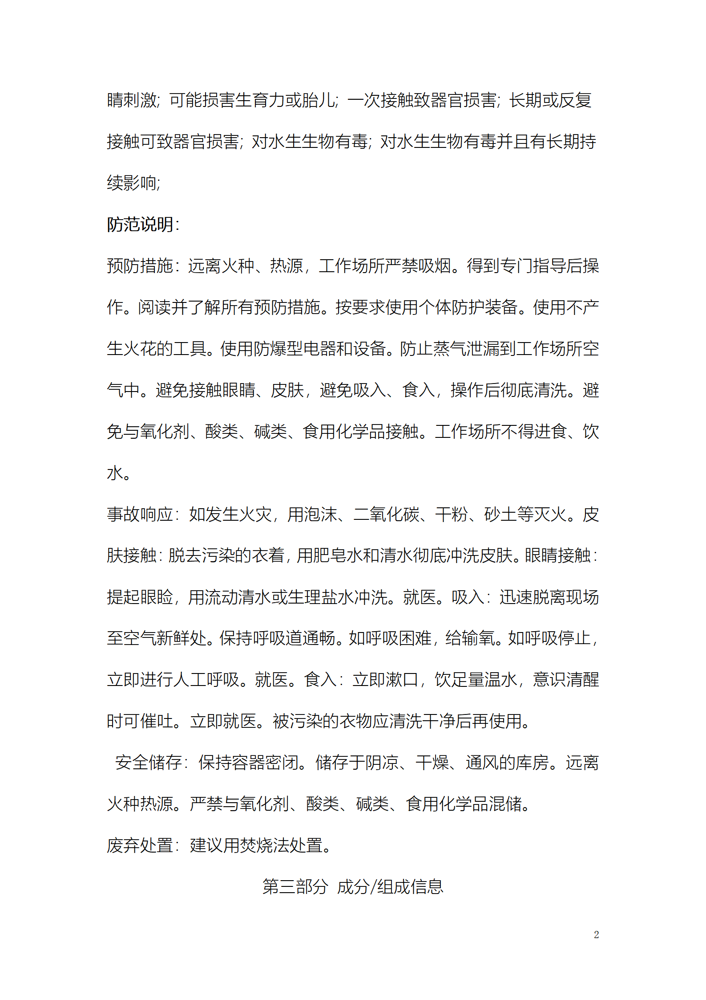 睛刺激; 可能损害生育力或胎儿; 一次接触致器官损害; 长期或反复
接触可致器官损害; 对水生生物有毒; 对水生生物有毒并且有长期持
续影响;
防范说明：
预防措施：远离火种、热源，工作场所严禁吸烟。得到专门指导后操
作。阅读并了解所有预防措施。按要求使用个体防护装备。使用不产
生火花的工具。使用防爆型电器和设备。防止蒸气泄漏到工作场所空
气中。避免接触眼睛、皮肤，避免吸入、食入，操作后彻底清洗。避
免与氧化剂、酸类、碱类、食用化学品接触。工作场所不得进食、饮
水。
事故响应：如发生火灾，用泡沫、二氧化碳、干粉、砂土等灭火。皮
肤接触：脱去污染的衣着，用肥皂水和清水彻底冲洗皮肤。眼睛接触：
提起眼睑，用流动清水或生理盐水冲洗。就医。吸入：迅速脱离现场
至空气新鲜处。保持呼吸道通畅。如呼吸困难，给输氧。如呼吸停止，
立即进行人工呼吸。就医。食入：立即漱口，饮足量温水，意识清醒
时可催吐。立即就医。被污染的衣物应清洗干净后再使用。
安全储存：保持容器密闭。储存于阴凉、干燥、通风的库房。远离
火种热源。严禁与氧化剂、酸类、碱类、食用化学品混储。
废弃处置：建议用焚烧法处置。
第三部分 成分/组成信息
2